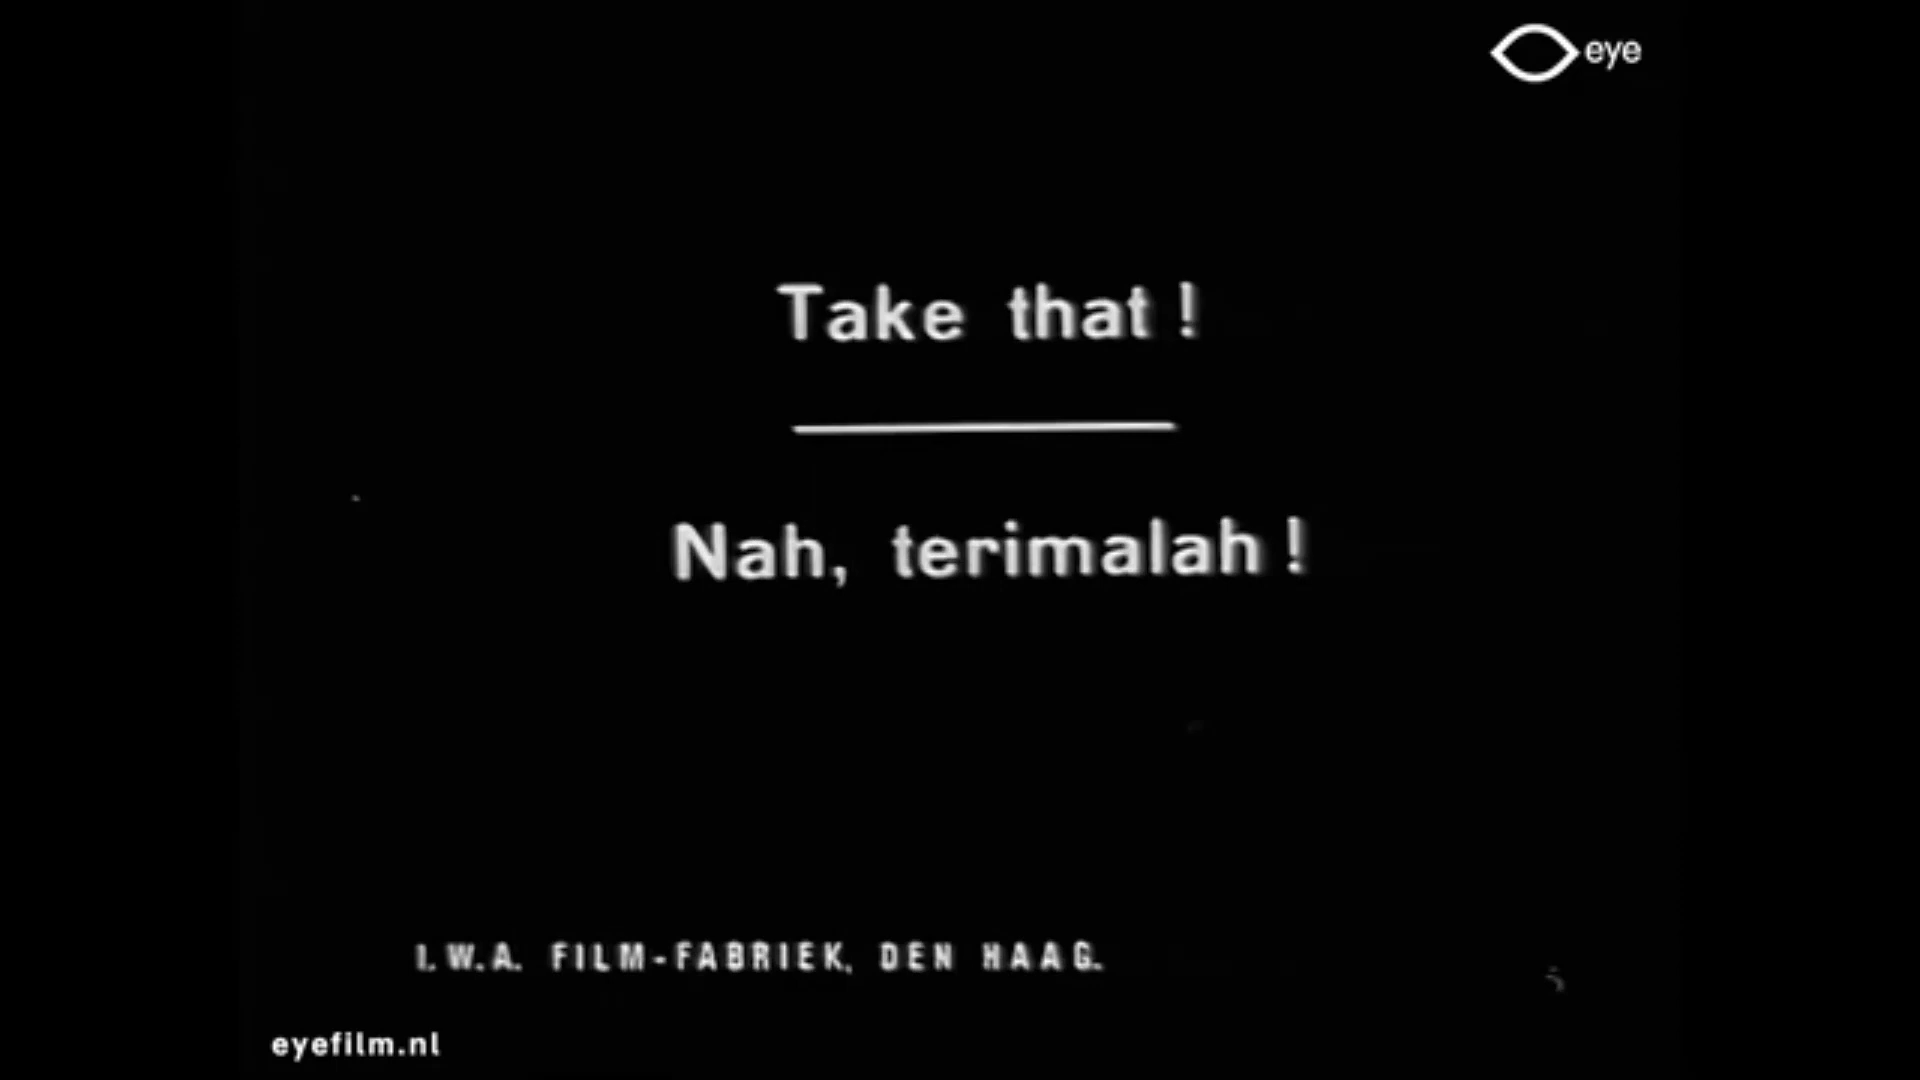 eye
Take that !
Nah, terimalah !
I.W.A. FILM-FABRIEK, DEN HAAG.
eyefilm.nl